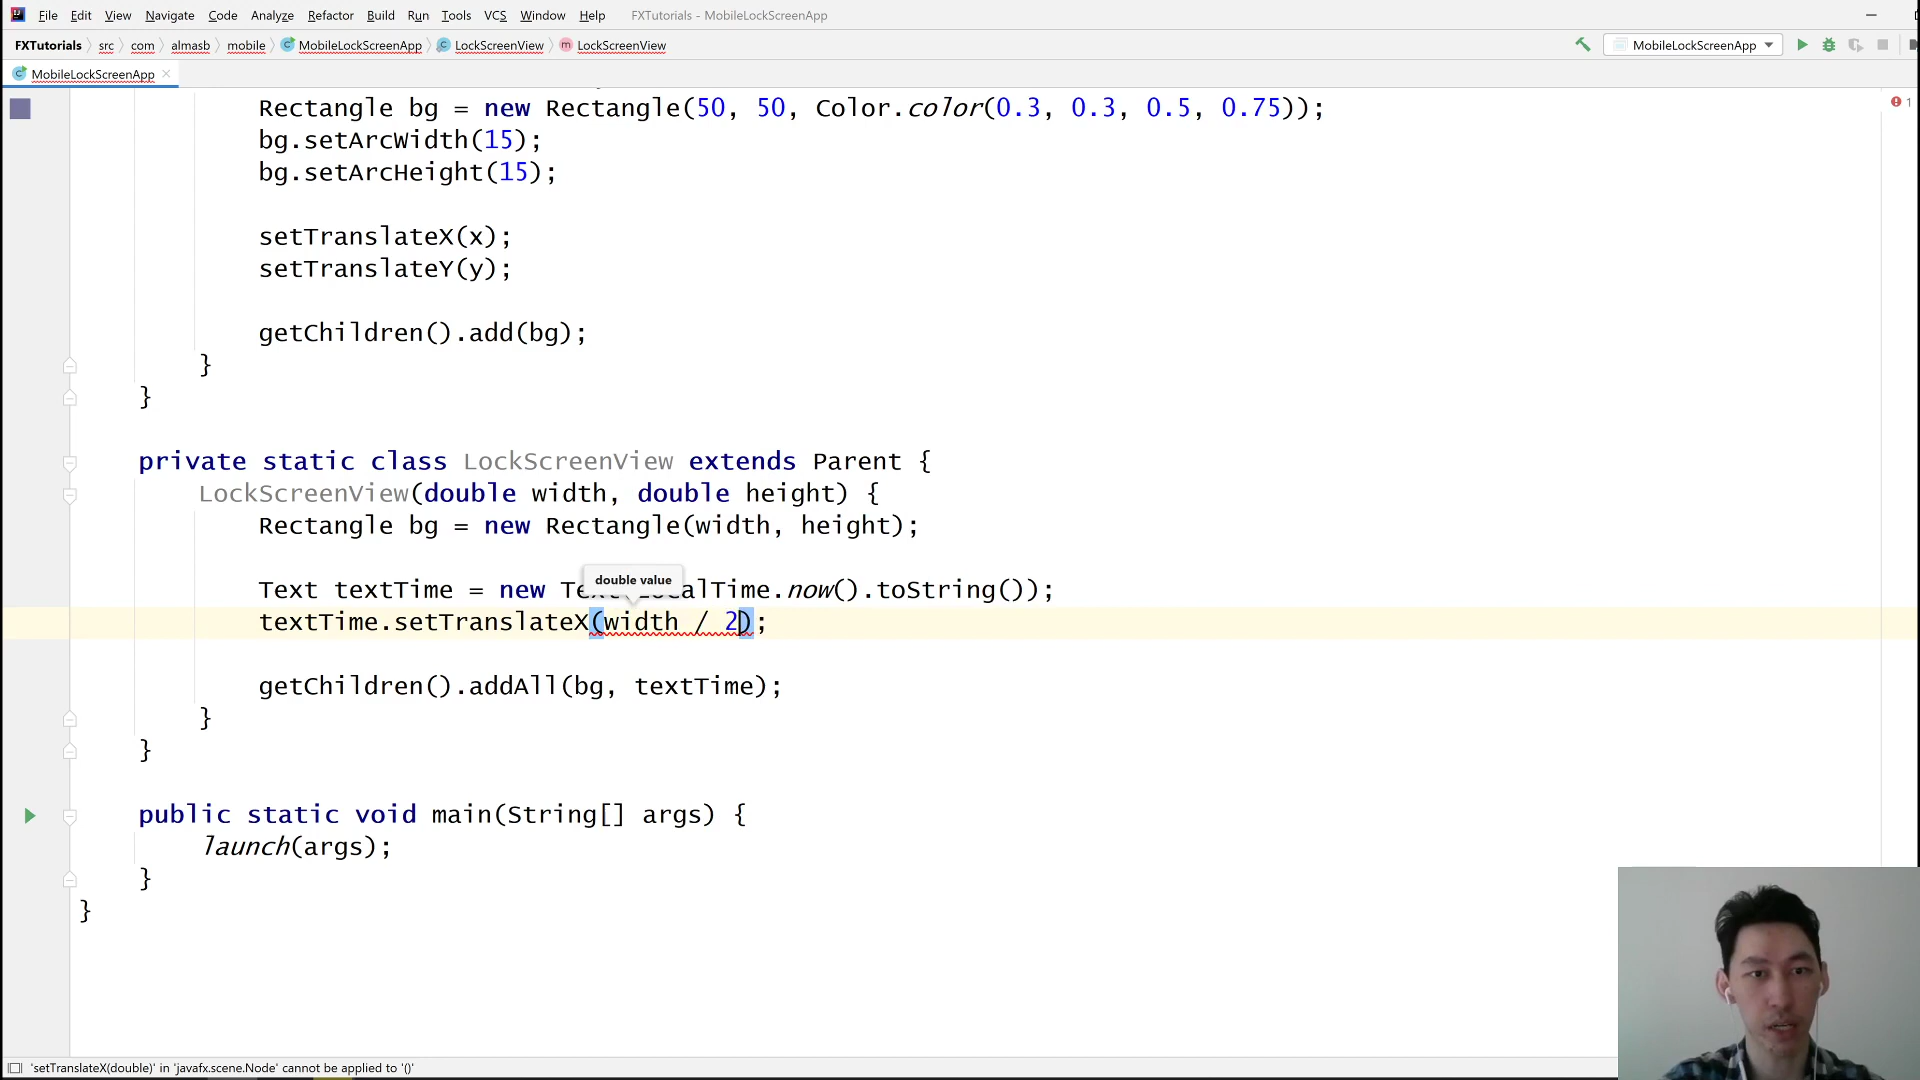 File Edit View Navigate Code Analyze Refactor Build Run Tools VCS Window Help FXTutorials - MobileLockScreenApp
FXTutorials src com almasb mobile MobileLockScreenApp LockScreenView LockScreenView MobileLockScreenApp
MobileLockScreenApp
Rectangle bg = new Rectangle(50, 50, Color.color(0.3, 0.3, 0.5, 0.75));
1
bg.setArcWidth(15);
bg.setArcHeight(15);
setTranslateX(x);
setTranslateY(y);
getChildren().add(bg);
}
}
private static class LockScreenView extends Parent {
LockScreenView(double width, double height) {
Rectangle bg = new Rectangle(width, height);
double value
Text textTime = new Text(LocalTime.now().toString());
textTime.setTranslateX(width / 2);
getChildren().addAll(bg, textTime);
}
}
public static void main(String[] args) {
launch(args);
}
}
'setTranslateX(double)' in 'javafx.scene.Node' cannot be applied to '()'